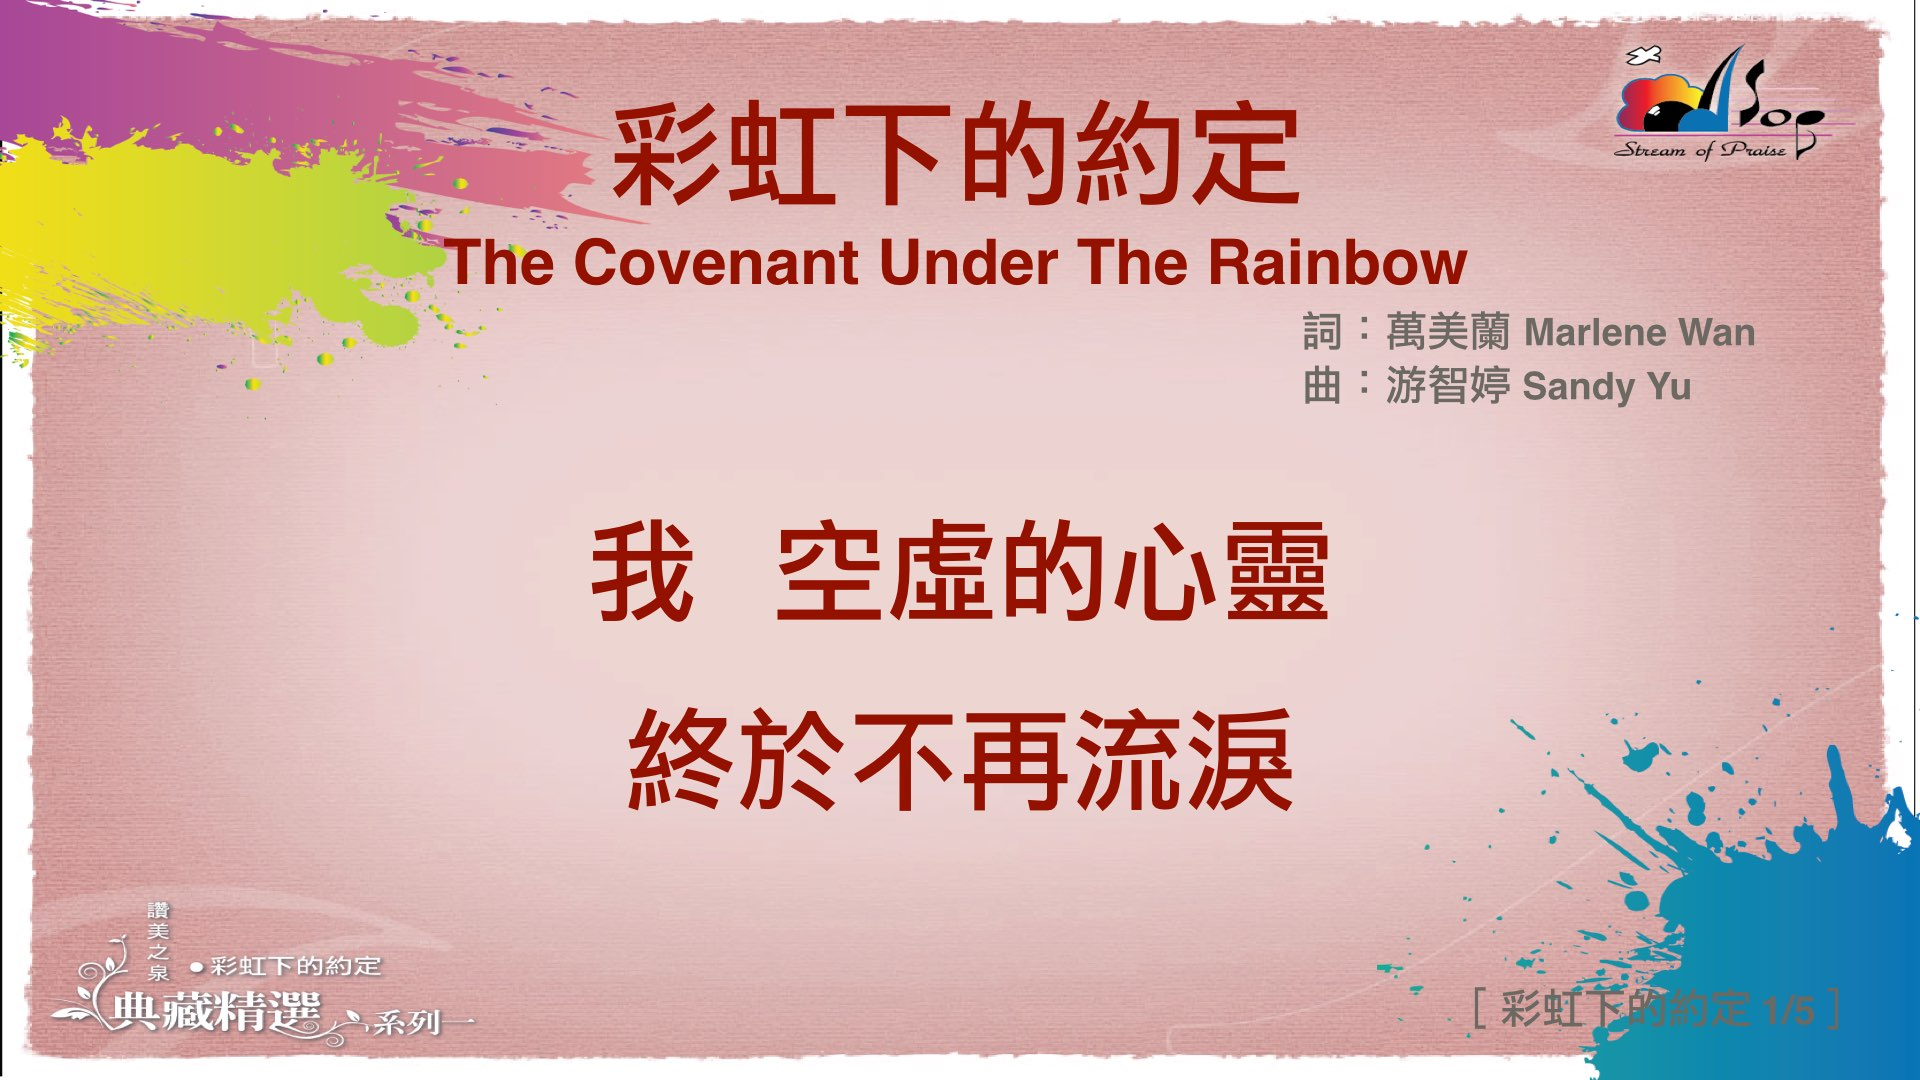 彩虹下的約定
Sop
Stream of Praise
The Covenant Under The Rainbow
詞：萬美蘭 Marlene Wan
曲：游智婷 Sandy Yu
我 空虛的心靈
終於不再流淚
讚美之泉
•彩虹下的約定
典藏精選
系列一
[ 彩虹下的約定 1/5 ]